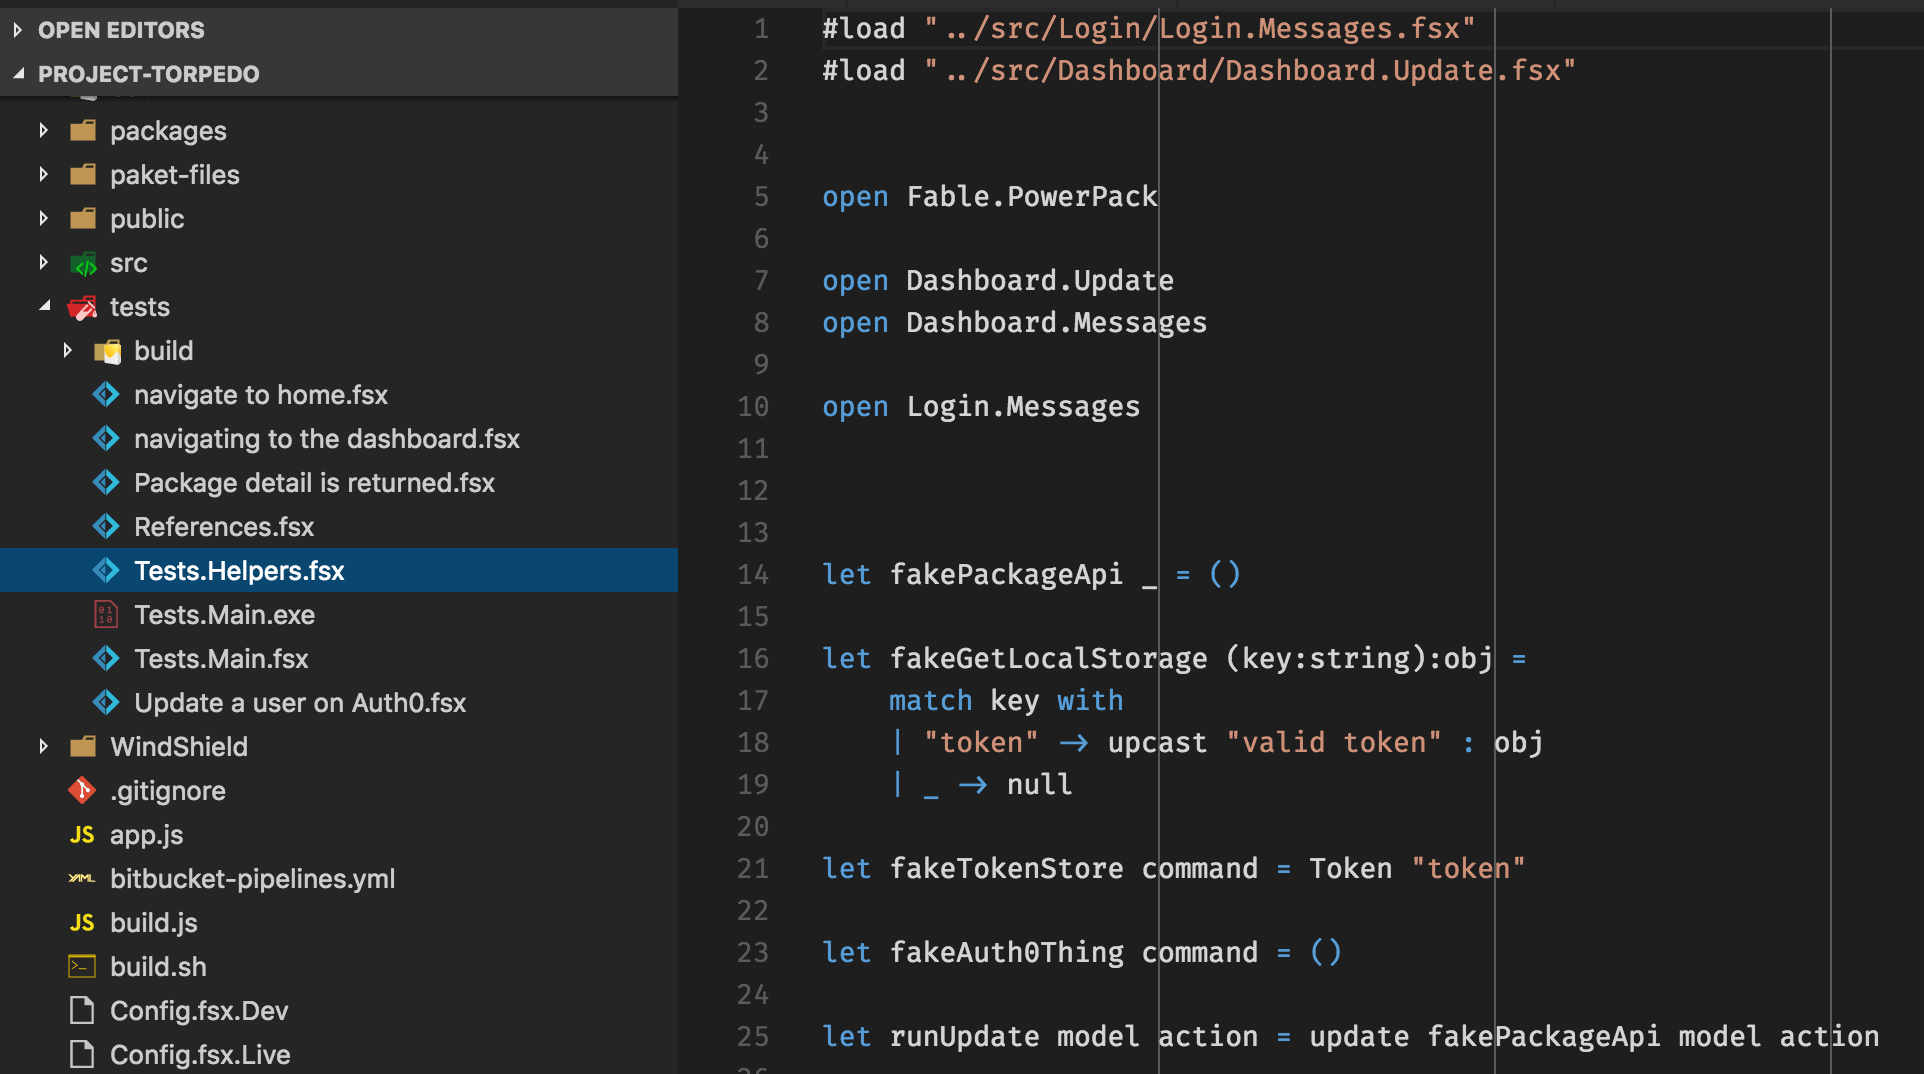 OPEN EDITORS
PROJECT-TORPEDO
packages
paket-files
public
src
tests
build
navigate to home.fsx
navigating to the dashboard.fsx
Package detail is returned.fsx
References.fsx
Tests.Helpers.fsx
Tests.Main.exe
Tests.Main.fsx
Update a user on Auth0.fsx
WindShield
.gitignore
JS app.js
YAML bitbucket-pipelines.yml
JS build.js
build.sh
Config.fsx.Dev
Config.fsx.Live
1 #load "../src/Login/Login.Messages.fsx"
2 #load "../src/Dashboard/Dashboard.Update.fsx"
3
4
5 open Fable.PowerPack
6
7 open Dashboard.Update
8 open Dashboard.Messages
9
10 open Login.Messages
11
12
13
14 let fakePackageApi _ = ()
15
16 let fakeGetLocalStorage (key:string):obj =
17 match key with
18 | "token" -> upcast "valid token" : obj
19 | _ -> null
20
21 let fakeTokenStore command = Token "token"
22
23 let fakeAuth0Thing command = ()
24
25 let runUpdate model action = update fakePackageApi model action